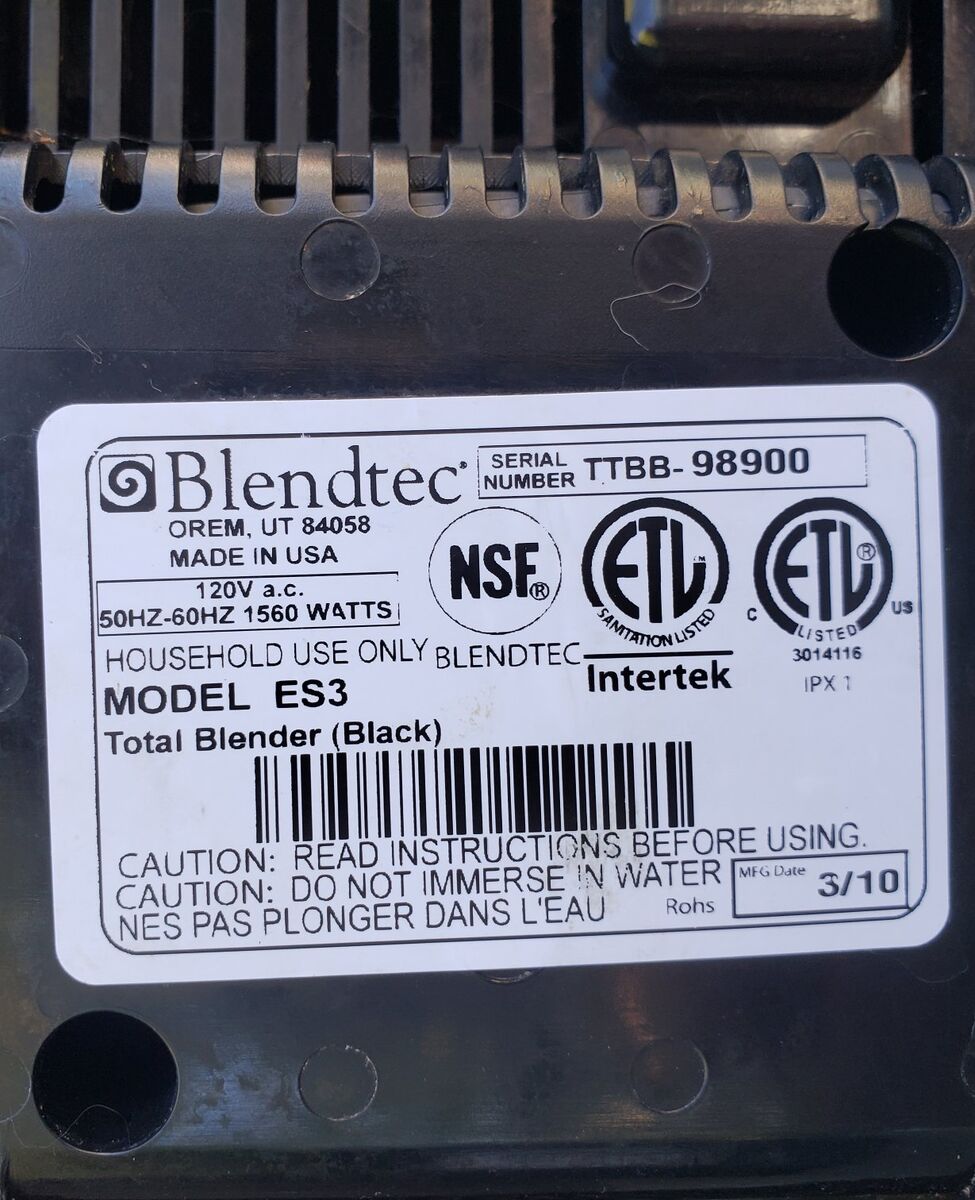 Blendtec®
SERIAL NUMBER TTBB-98900
OREM, UT 84058
MADE IN USA
120V a.c.
50HZ-60HZ 1560 WATTS
HOUSEHOLD USE ONLY
NSF®
BLENDTEC
ETL™
SANITATION LISTED
Intertek
ETL®
C US
LISTED
3014116
IPX 1
MODEL ES3
Total Blender (Black)
CAUTION: READ INSTRUCTIONS BEFORE USING.
CAUTION: DO NOT IMMERSE IN WATER
NES PAS PLONGER DANS L'EAU
Rohs
MFG Date 3/10